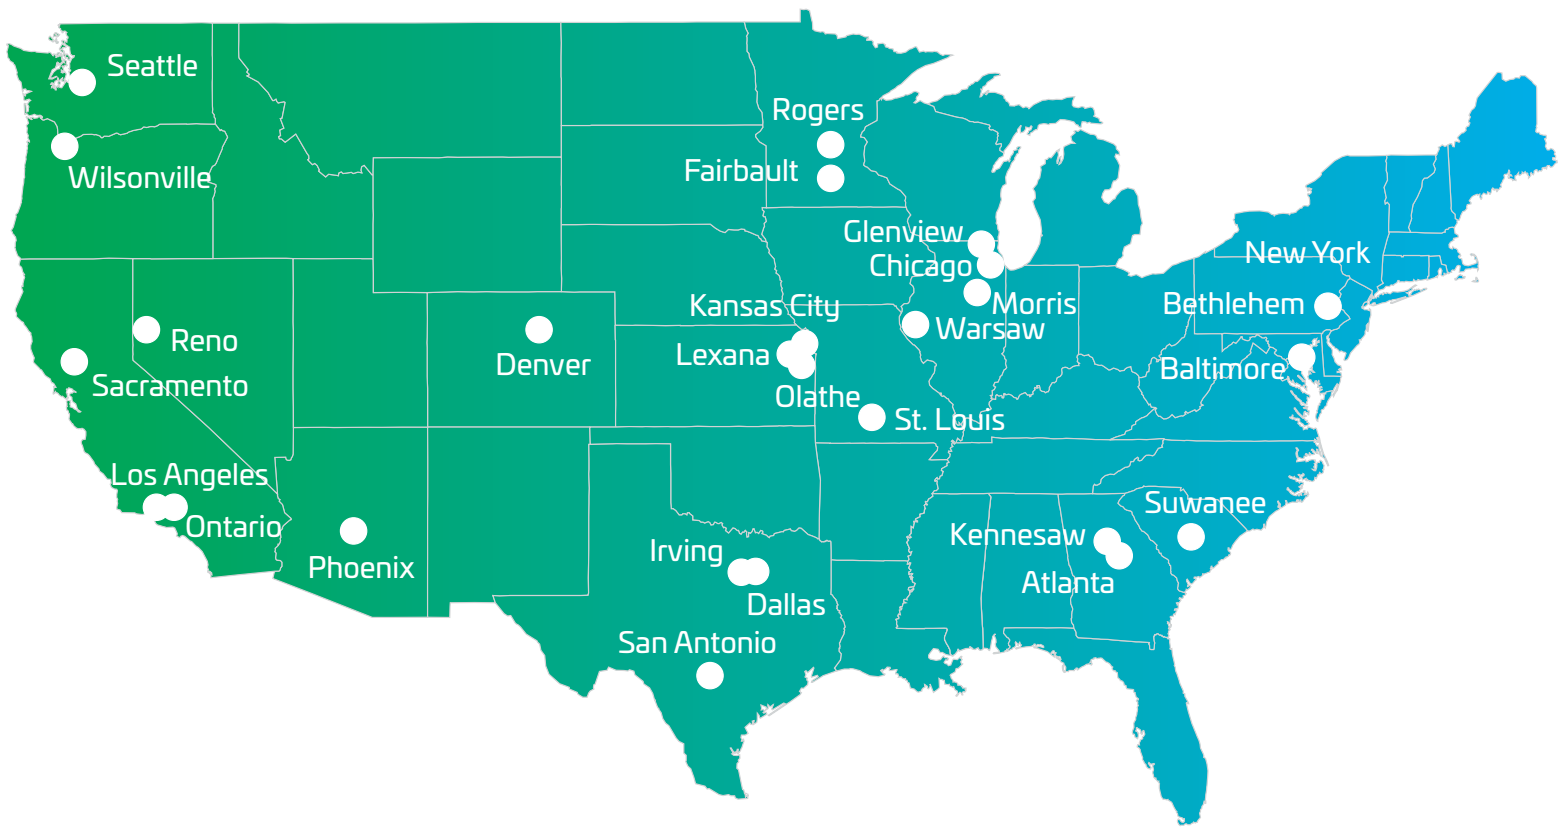 Seattle
Rogers
Fairbault
Wilsonville
Glenview
New York
Chicago
Morris
Bethlehem
Kansas City
Warsaw
Reno
Lexana
Denver
Baltimore
Sacramento
Olathe
St. Louis
Los Angeles
Suwanee
Ontario
Kennesaw
Irving
Phoenix
Atlanta
Dallas
San Antonio